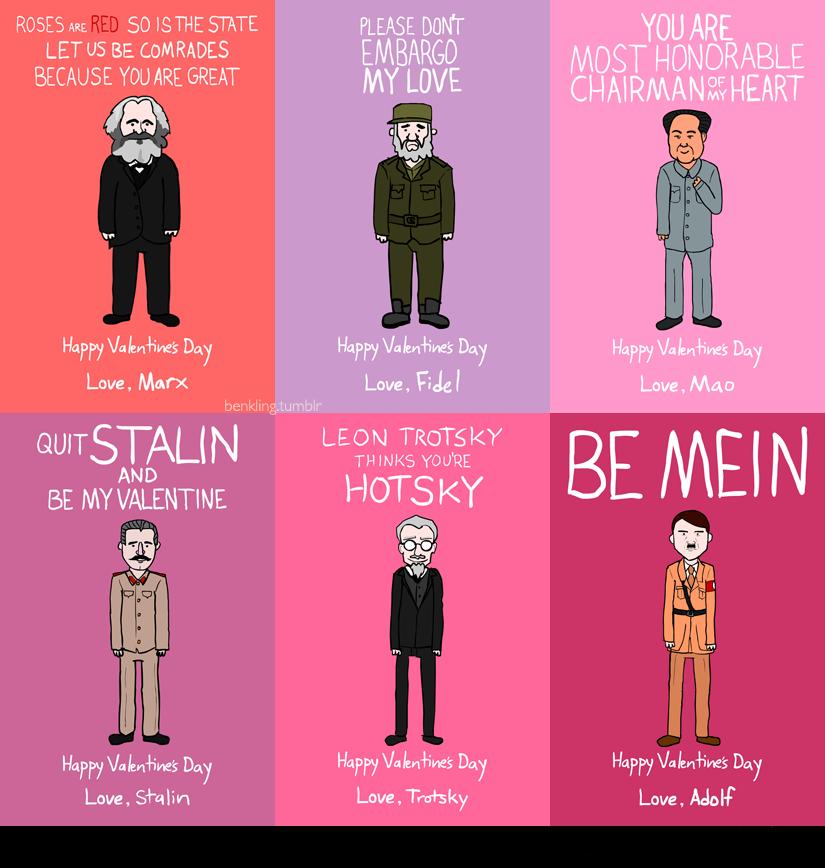 ROSES ARE RED SO IS THE STATE
LET US BE COMRADES
BECAUSE YOU ARE GREAT
Happy Valentine's Day
Love, Marx
PLEASE DON'T
EMBARGO
MY LOVE
Happy Valentine's Day
Love, Fidel
YOU ARE
MOST HONORABLE
CHAIRMAN OF MY HEART
Happy Valentine's Day
Love, Mao
benkling.tumblr
QUIT STALIN
AND
BE MY VALENTINE
Happy Valentine's Day
Love, Stalin
LEON TROTSKY
THINKS YOU'RE
HOTSKY
Happy Valentine's Day
Love, Trotsky
BE MEIN
Happy Valentine's Day
Love, Adolf